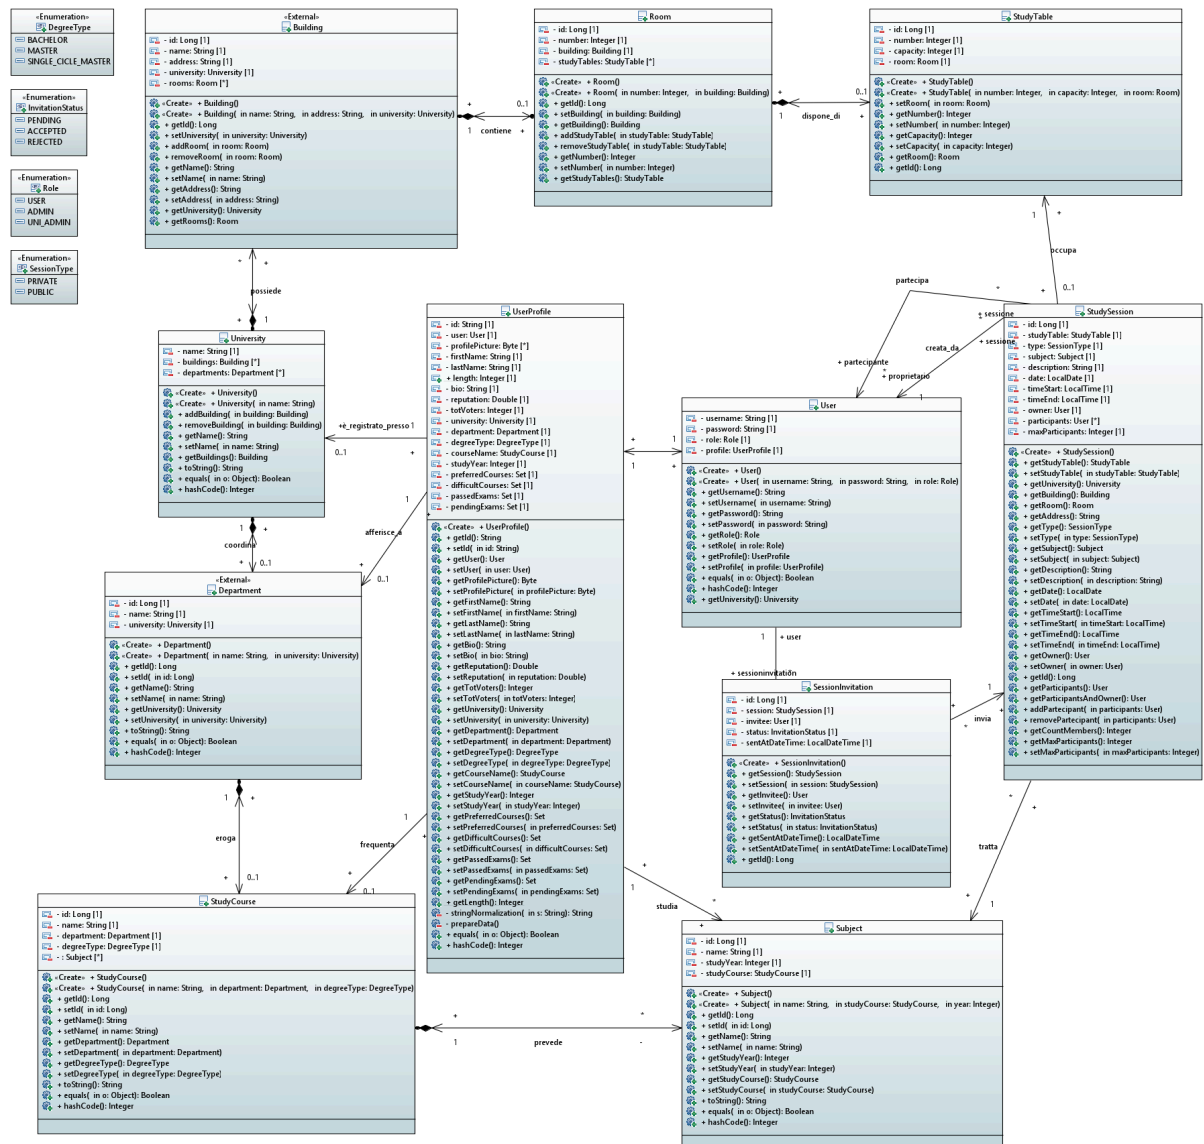 «Enumeration»
DegreeType
BACHELOR
MASTER
SINGLE_CICLE_MASTER
«Enumeration»
InvitationStatus
PENDING
ACCEPTED
REJECTED
«Enumeration»
Role
USER
ADMIN
UNI_ADMIN
«Enumeration»
SessionType
PRIVATE
PUBLIC
«External»
Building
- id: Long [1]
- name: String [1]
- address: String [1]
- university: University [1]
- rooms: Room [*]
«Create» + Building()
«Create» + Building( in name: String, in address: String, in university: University)
+ getId(): Long
+ setUniversity( in university: University)
+ addRoom( in room: Room)
+ removeRoom( in room: Room)
+ getName(): String
+ setName( in name: String)
+ getAddress(): String
+ setAddress( in address: String)
+ getUniversity(): University
+ getRooms(): Room
+ 0..1
1 contiene +
Room
- id: Long [1]
- number: Integer [1]
- building: Building [1]
- studyTables: StudyTable [*]
«Create» + Room()
«Create» + Room( in number: Integer, in building: Building)
+ getId(): Long
+ setBuilding( in building: Building)
+ getBuilding(): Building
+ addStudyTable( in studyTable: StudyTable)
+ removeStudyTable( in studyTable: StudyTable)
+ getNumber(): Integer
+ setNumber( in number: Integer)
+ getStudyTables(): StudyTable
+ 0..1
1 dispone_di +
StudyTable
- id: Long [1]
- number: Integer [1]
- capacity: Integer [1]
- room: Room [1]
«Create» + StudyTable()
«Create» + StudyTable( in number: Integer, in capacity: Integer, in room: Room)
+ setRoom( in room: Room)
+ getNumber(): Integer
+ setNumber( in number: Integer)
+ getCapacity(): Integer
+ setCapacity( in capacity: Integer)
+ getRoom(): Room
+ getId(): Long
1 +
occupa
0..1 +
* +
possiede
+ 1
University
- name: String [1]
- buildings: Building [*]
- departments: Department [*]
«Create» + University()
«Create» + University( in name: String)
+ addBuilding( in building: Building)
+ removeBuilding( in building: Building)
+ getName(): String
+ setName( in name: String)
+ getBuildings(): Building
+ toString(): String
+ equals( in o: Object): Boolean
+ hashCode(): Integer
+è_registrato_presso 1
0..1 +
1 +
coordina
+ 0..1
UserProfile
- id: String [1]
- user: User [1]
- profilePicture: Byte [*]
- firstName: String [1]
- lastName: String [1]
+ length: Integer [1]
- bio: String [1]
- reputation: Double [1]
- totVoters: Integer [1]
- university: University [1]
- department: Department [1]
- degreeType: DegreeType [1]
- courseName: StudyCourse [1]
- studyYear: Integer [1]
- preferredCourses: Set [1]
- difficultCourses: Set [1]
- passedExams: Set [1]
- pendingExams: Set [1]
«Create» + UserProfile()
+ getId(): String
+ setId( in id: String)
+ getUser(): User
+ setUser( in user: User)
+ getProfilePicture(): Byte
+ setProfilePicture( in profilePicture: Byte)
+ getFirstName(): String
+ setFirstName( in firstName: String)
+ getLastName(): String
+ setLastName( in lastName: String)
+ getBio(): String
+ setBio( in bio: String)
+ getReputation(): Double
+ setReputation( in reputation: Double)
+ getTotVoters(): Integer
+ setTotVoters( in totVoters: Integer)
+ getUniversity(): University
+ setUniversity( in university: University)
+ getDepartment(): Department
+ setDepartment( in department: Department)
+ getDegreeType(): DegreeType
+ setDegreeType( in degreeType: DegreeType)
+ getCourseName(): StudyCourse
+ setCourseName( in courseName: StudyCourse)
+ getStudyYear(): Integer
+ setStudyYear( in studyYear: Integer)
+ getPreferredCourses(): Set
+ setPreferredCourses( in preferredCourses: Set)
+ getDifficultCourses(): Set
+ setDifficultCourses( in difficultCourses: Set)
+ getPassedExams(): Set
+ setPassedExams( in passedExams: Set)
+ getPendingExams(): Set
+ setPendingExams( in pendingExams: Set)
+ getLength(): Integer
- stringNormalization( in s: String): String
- prepareData()
+ equals( in o: Object): Boolean
+ hashCode(): Integer
1 +
afferisce_a
+ 0..1
+ 1
1 +
partecipa
*
+ sessione
+ sessione
*
creata_da
+ partecipante
*
+ proprietario
1
User
- username: String [1]
- password: String [1]
- role: Role [1]
- profile: UserProfile [1]
«Create» + User()
«Create» + User( in username: String, in password: String, in role: Role)
+ getUsername(): String
+ setUsername( in username: String)
+ getPassword(): String
+ setPassword( in password: String)
+ getRole(): Role
+ setRole( in role: Role)
+ getProfile(): UserProfile
+ setProfile( in profile: UserProfile)
+ equals( in o: Object): Boolean
+ hashCode(): Integer
+ getUniversity(): University
1 + user
+ sessioninvitation
*
StudySession
- id: Long [1]
- studyTable: StudyTable [1]
- type: SessionType [1]
- subject: Subject [1]
- description: String [1]
- date: LocalDate [1]
- timeStart: LocalTime [1]
- timeEnd: LocalTime [1]
- owner: User [1]
- participants: User [*]
- maxParticipants: Integer [1]
«Create» + StudySession()
+ getStudyTable(): StudyTable
+ setStudyTable( in studyTable: StudyTable)
+ getUniversity(): University
+ getBuilding(): Building
+ getRoom(): Room
+ getAddress(): String
+ getType(): SessionType
+ setType( in type: SessionType)
+ getSubject(): Subject
+ setSubject( in subject: Subject)
+ getDescription(): String
+ setDescription( in description: String)
+ getDate(): LocalDate
+ setDate( in date: LocalDate)
+ getTimeStart(): LocalTime
+ setTimeStart( in timeStart: LocalTime)
+ getTimeEnd(): LocalTime
+ setTimeEnd( in timeEnd: LocalTime)
+ getOwner(): User
+ setOwner( in owner: User)
+ getId(): Long
+ getParticipants(): User
+ getParticipantsAndOwner(): User
+ addPartecipant( in participants: User)
+ removePartecipant( in participants: User)
+ getCountMembers(): Integer
+ getMaxParticipants(): Integer
+ setMaxParticipants( in maxParticipants: Integer)
«External»
Department
- id: Long [1]
- name: String [1]
- university: University [1]
«Create» + Department()
«Create» + Department( in name: String, in university: University)
+ getId(): Long
+ setId( in id: Long)
+ getName(): String
+ setName( in name: String)
+ getUniversity(): University
+ setUniversity( in university: University)
+ toString(): String
+ equals( in o: Object): Boolean
+ hashCode(): Integer
1 +
eroga
+ 0..1
1 +
frequenta
+ 0..1
SessionInvitation
- id: Long [1]
- session: StudySession [1]
- invitee: User [1]
- status: InvitationStatus [1]
- sentAtDateTime: LocalDateTime [1]
«Create» + SessionInvitation()
+ getSession(): StudySession
+ setSession( in session: StudySession)
+ getInvitee(): User
+ setInvitee( in invitee: User)
+ getStatus(): InvitationStatus
+ setStatus( in status: InvitationStatus)
+ getSentAtDateTime(): LocalDateTime
+ setSentAtDateTime( in sentAtDateTime: LocalDateTime)
+ getId(): Long
+ 1
* invia +
* +
tratta
1 +
+ *
1 studia +
StudyCourse
- id: Long [1]
- name: String [1]
- department: Department [1]
- degreeType: DegreeType [1]
- : Subject [*]
«Create» + StudyCourse()
«Create» + StudyCourse( in name: String, in department: Department, in degreeType: DegreeType)
+ getId(): Long
+ setId( in id: Long)
+ getName(): String
+ setName( in name: String)
+ getDepartment(): Department
+ setDepartment( in department: Department)
+ getDegreeType(): DegreeType
+ setDegreeType( in degreeType: DegreeType)
+ toString(): String
+ equals( in o: Object): Boolean
+ hashCode(): Integer
+ *
1 prevede -
Subject
- id: Long [1]
- name: String [1]
- studyYear: Integer [1]
- studyCourse: StudyCourse [1]
«Create» + Subject()
«Create» + Subject( in name: String, in studyCourse: StudyCourse, in year: Integer)
+ getId(): Long
+ setId( in id: Long)
+ getName(): String
+ setName( in name: String)
+ getStudyYear(): Integer
+ setStudyYear( in studyYear: Integer)
+ getStudyCourse(): StudyCourse
+ setStudyCourse( in studyCourse: StudyCourse)
+ toString(): String
+ equals( in o: Object): Boolean
+ hashCode(): Integer